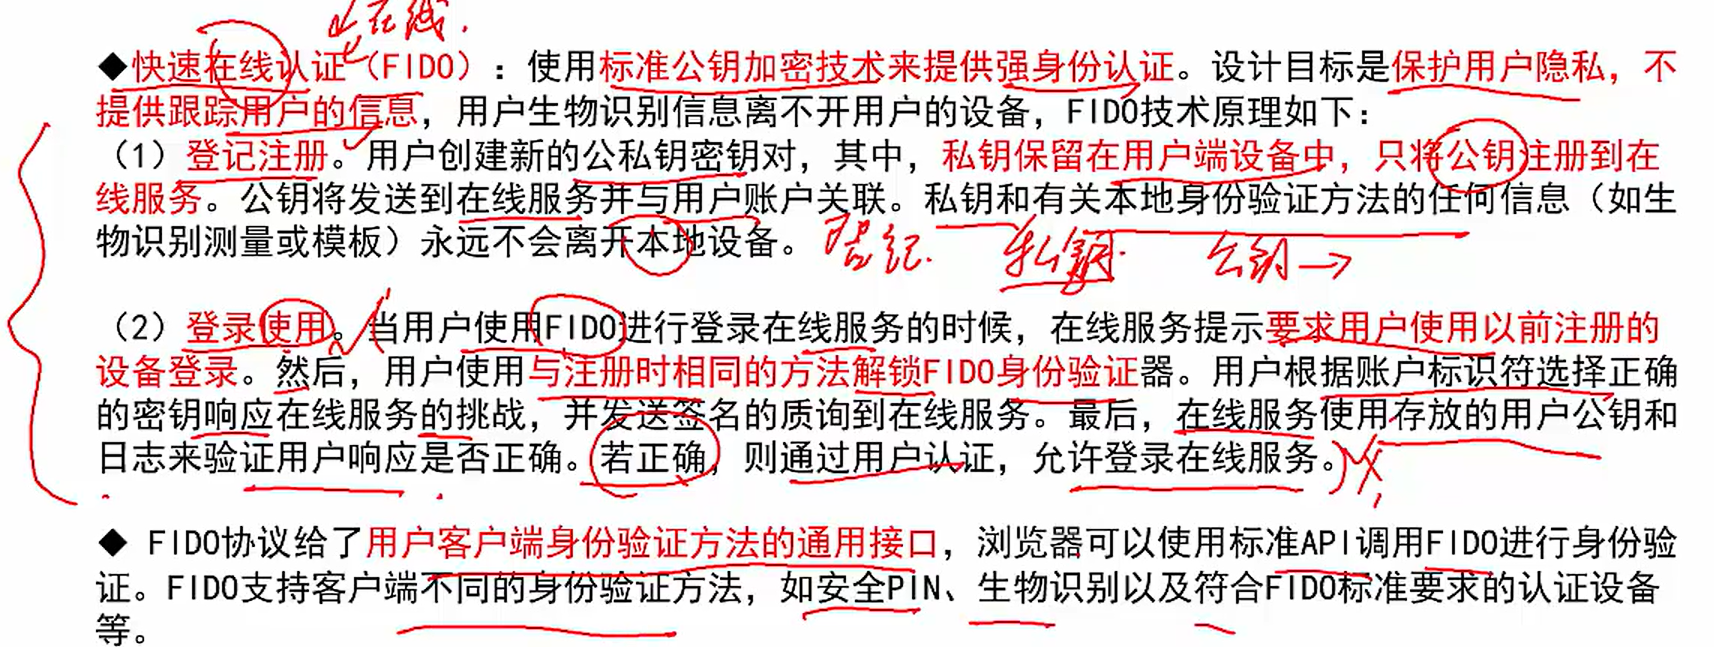 在线.
◆快速在线认证（FIDO）：使用标准公钥加密技术来提供强身份认证。设计目标是保护用户隐私，不
提供跟踪用户的信息，用户生物识别信息离不开用户的设备，FIDO技术原理如下：
（1）登记注册。用户创建新的公私钥密钥对，其中，私钥保留在用户端设备中，只将公钥注册到在
线服务。公钥将发送到在线服务并与用户账户关联。私钥和有关本地身份验证方法的任何信息（如生
物识别测量或模板）永远不会离开本地设备。
登记. 私钥. 公钥→
（2）登录使用。当用户使用FIDO进行登录在线服务的时候，在线服务提示要求用户使用以前注册的
设备登录。然后，用户使用与注册时相同的方法解锁FIDO身份验证器。用户根据账户标识符选择正确
的密钥响应在线服务的挑战，并发送签名的质询到在线服务。最后，在线服务使用存放的用户公钥和
日志来验证用户响应是否正确。若正确，则通过用户认证，允许登录在线服务。
◆ FIDO协议给了用户客户端身份验证方法的通用接口，浏览器可以使用标准API调用FIDO进行身份验
证。FIDO支持客户端不同的身份验证方法，如安全PIN、生物识别以及符合FIDO标准要求的认证设备
等。